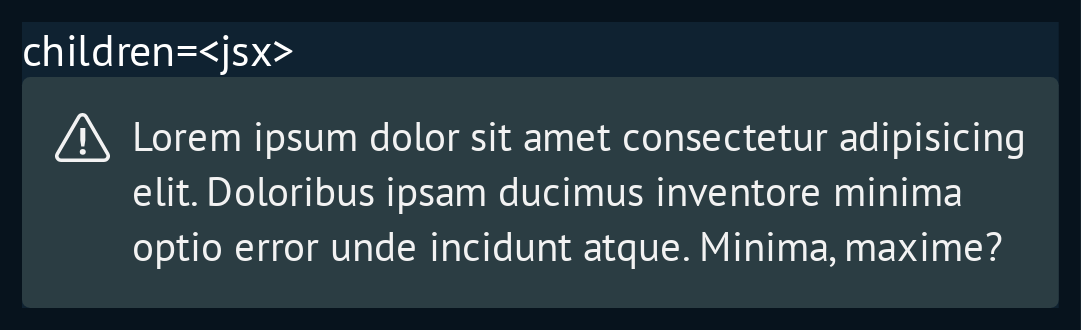 children=<jsx>
Lorem ipsum dolor sit amet consectetur adipisicing
elit. Doloribus ipsam ducimus inventore minima
optio error unde incidunt atque. Minima, maxime?